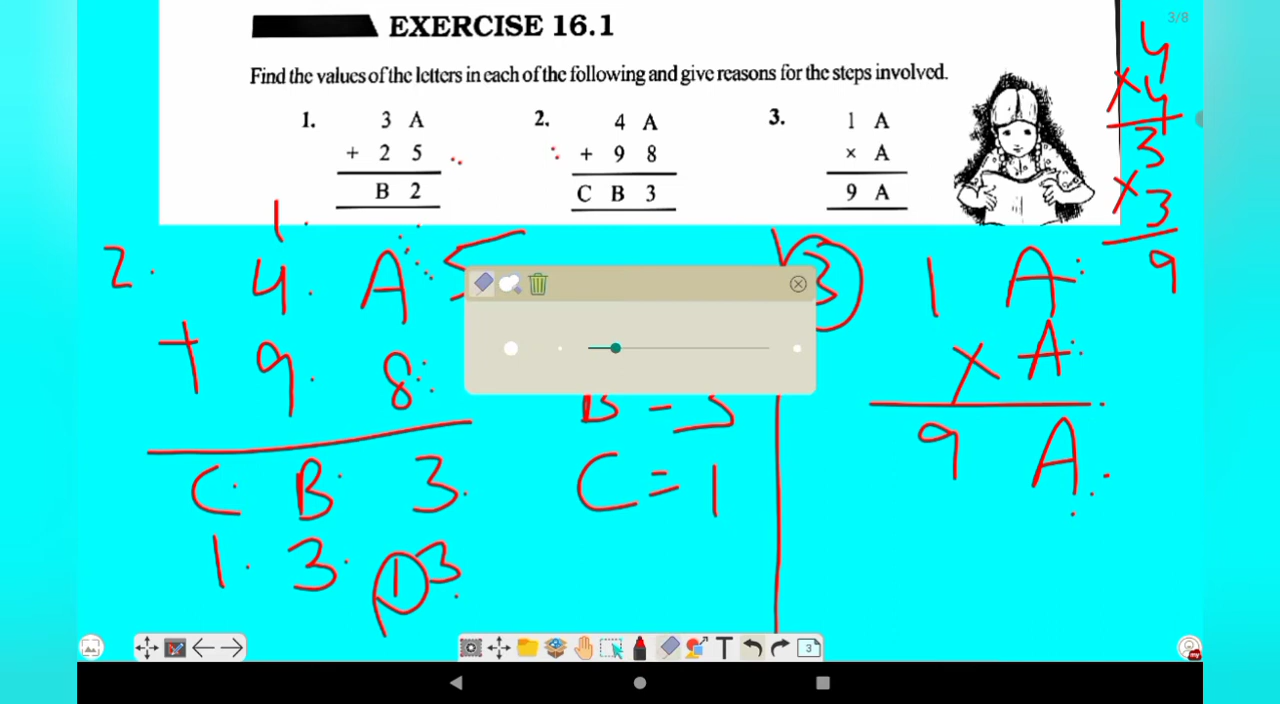 3/8
EXERCISE 16.1
Find the values of the letters in each of the following and give reasons for the steps involved.
1. 3 A
+ 2 5
B 2
2. 4 A
+ 9 8
C B 3
3. 1 A
× A
9 A
4
× 4
3
× 3
9
1
2. 4 A 5
+ 9 8
C B 3
1 3 1 3
B = 3
C = 1
3 1 A
× A
9 A
T
3